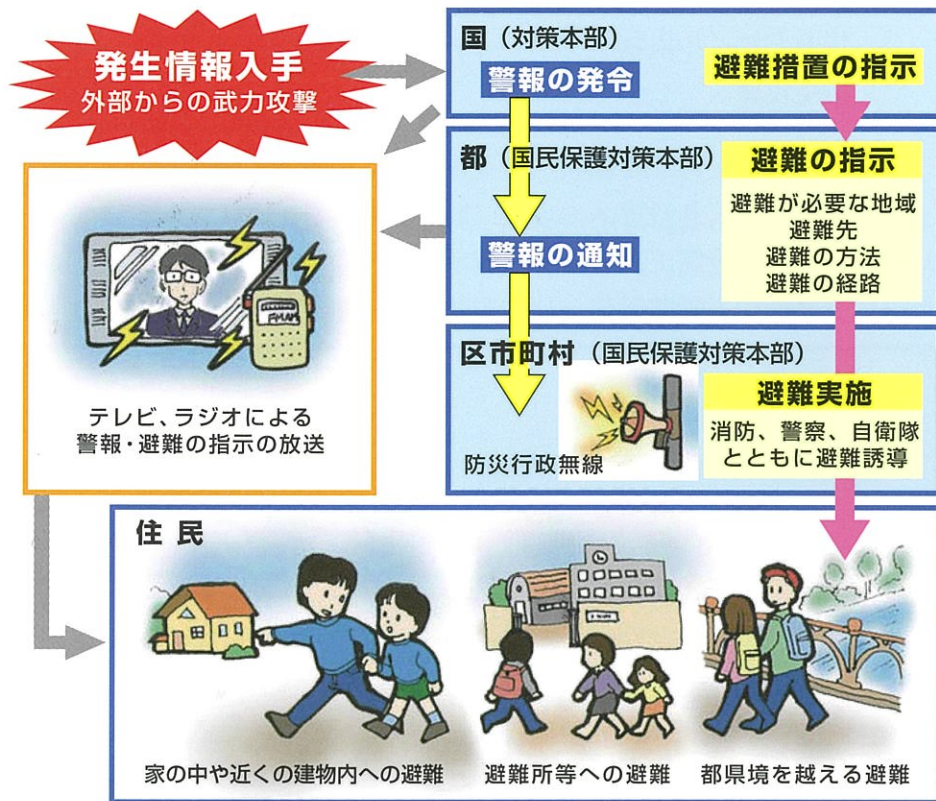 発生情報入手
外部からの武力攻撃
国（対策本部）
警報の発令
避難措置の指示
都（国民保護対策本部）
警報の通知
避難の指示
避難が必要な地域
避難先
避難の方法
避難の経路
区市町村（国民保護対策本部）
防災行政無線
避難実施
消防、警察、自衛隊
とともに避難誘導
FM/AM
テレビ、ラジオによる
警報・避難の指示の放送
住民
家の中や近くの建物内への避難
避難所等への避難
都県境を越える避難